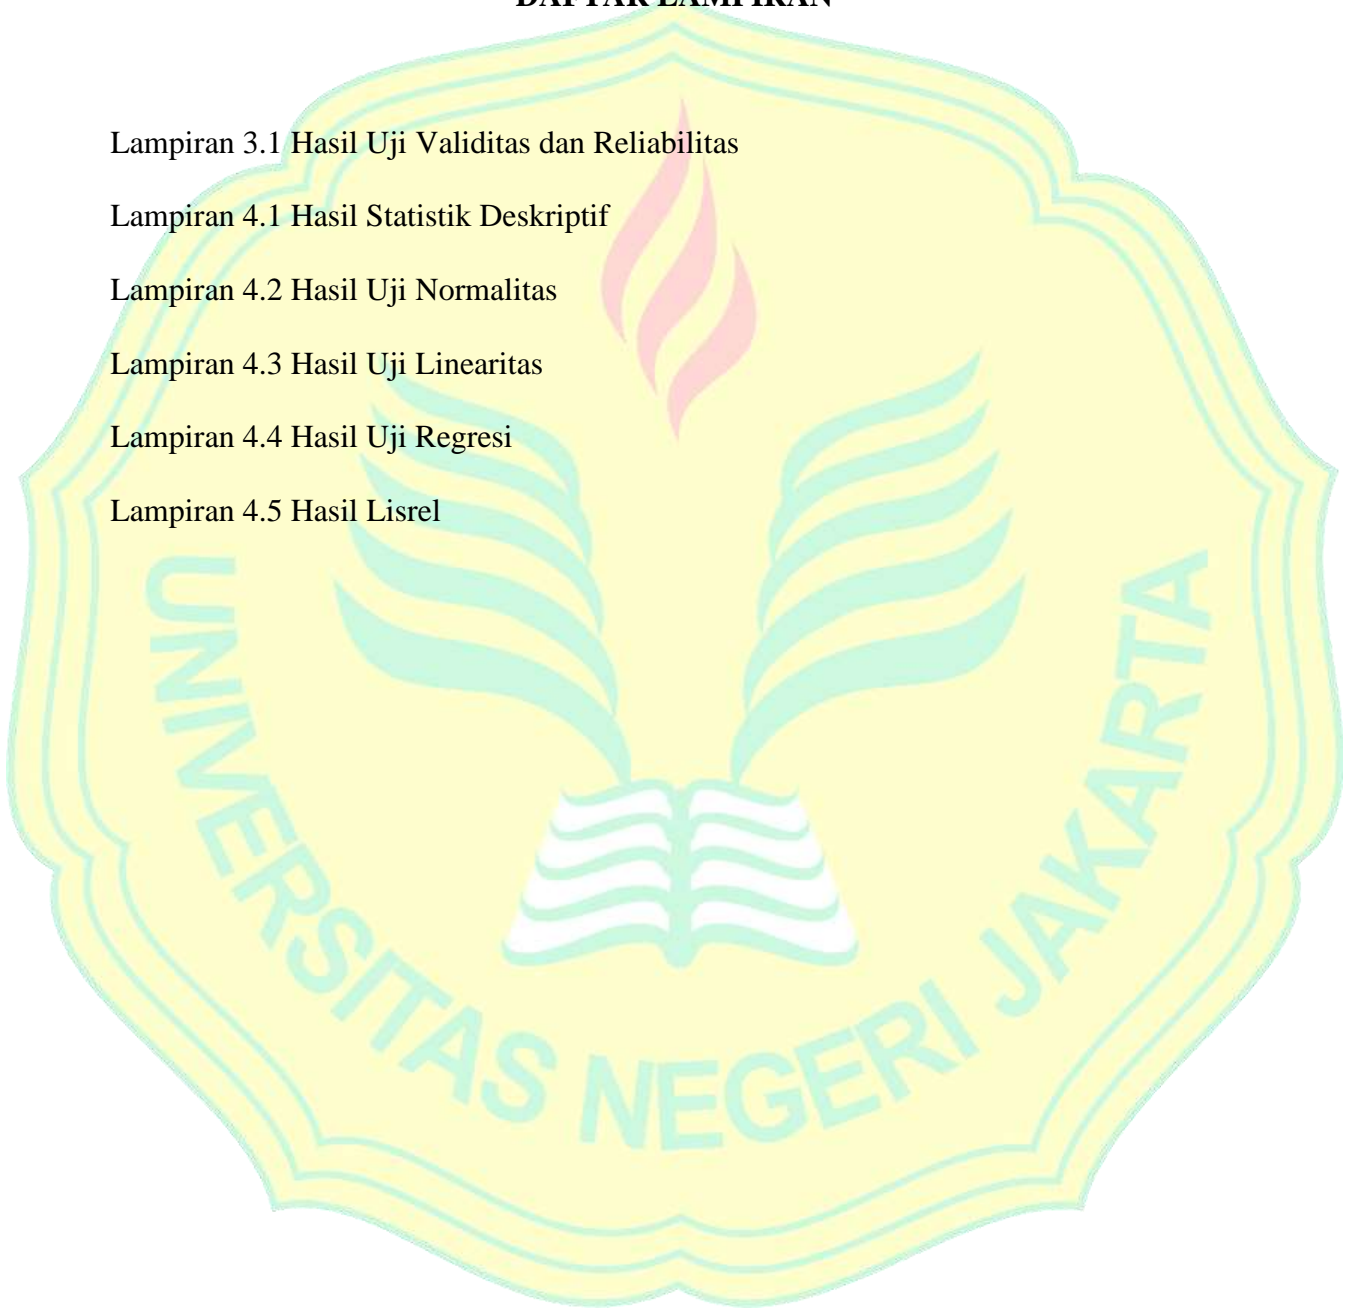 DAFTAR LAMPIRAN
Lampiran 3.1 Hasil Uji Validitas dan Reliabilitas
Lampiran 4.1 Hasil Statistik Deskriptif
Lampiran 4.2 Hasil Uji Normalitas
Lampiran 4.3 Hasil Uji Linearitas
Lampiran 4.4 Hasil Uji Regresi
Lampiran 4.5 Hasil Lisrel
UNIVERSITAS NEGERI JAKARTA